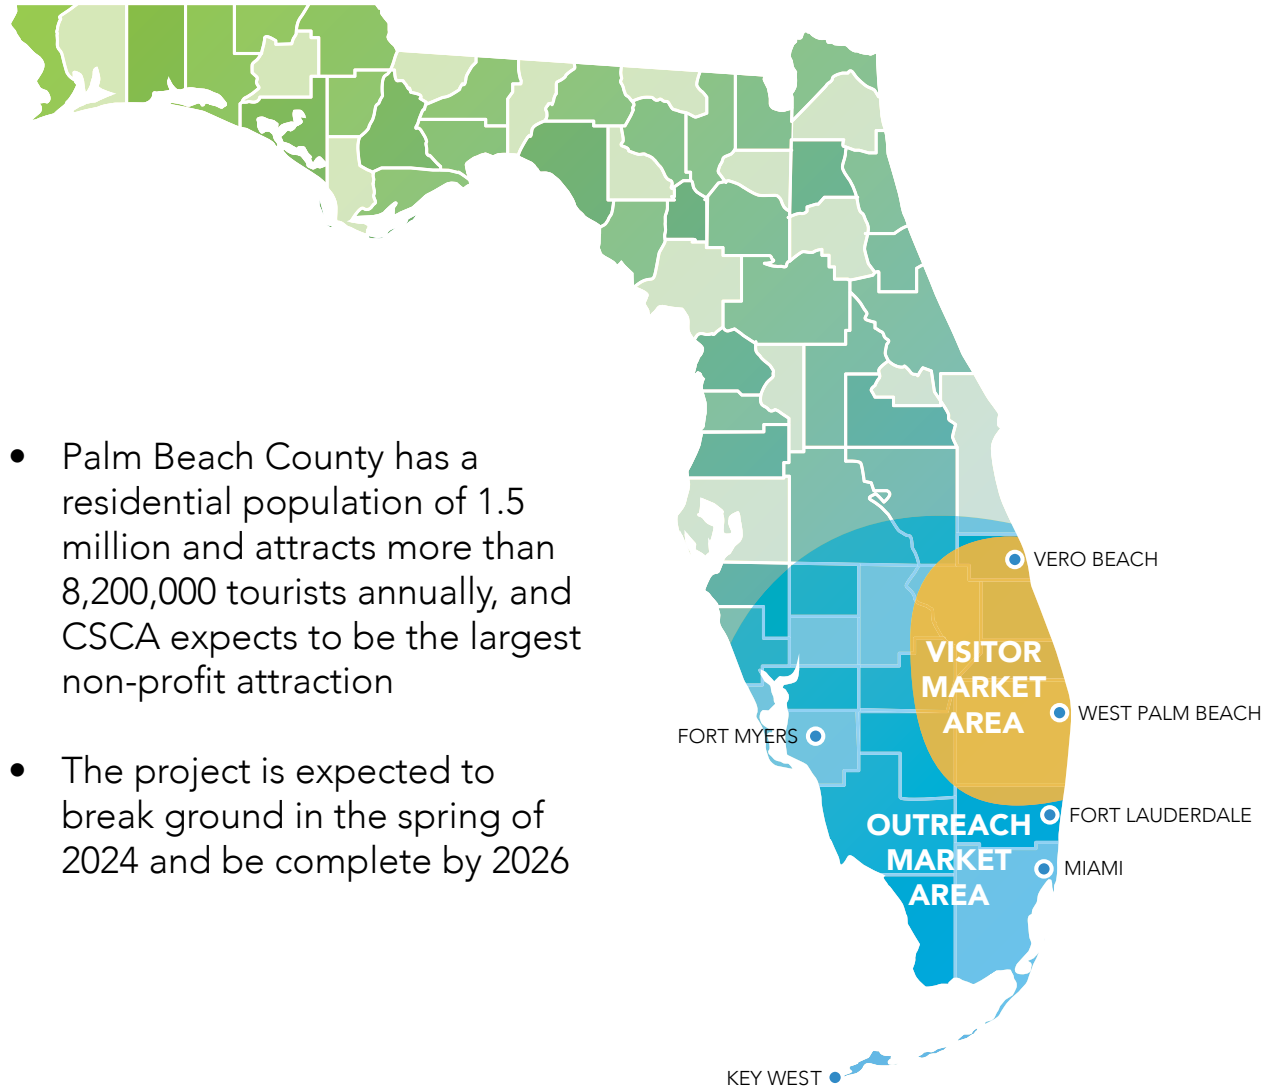 • Palm Beach County has a
residential population of 1.5
million and attracts more than
8,200,000 tourists annually, and
CSCA expects to be the largest
non-profit attraction
• The project is expected to
break ground in the spring of
2024 and be complete by 2026
VERO BEACH
VISITOR
MARKET
AREA
WEST PALM BEACH
FORT MYERS
FORT LAUDERDALE
OUTREACH
MARKET
AREA
MIAMI
KEY WEST